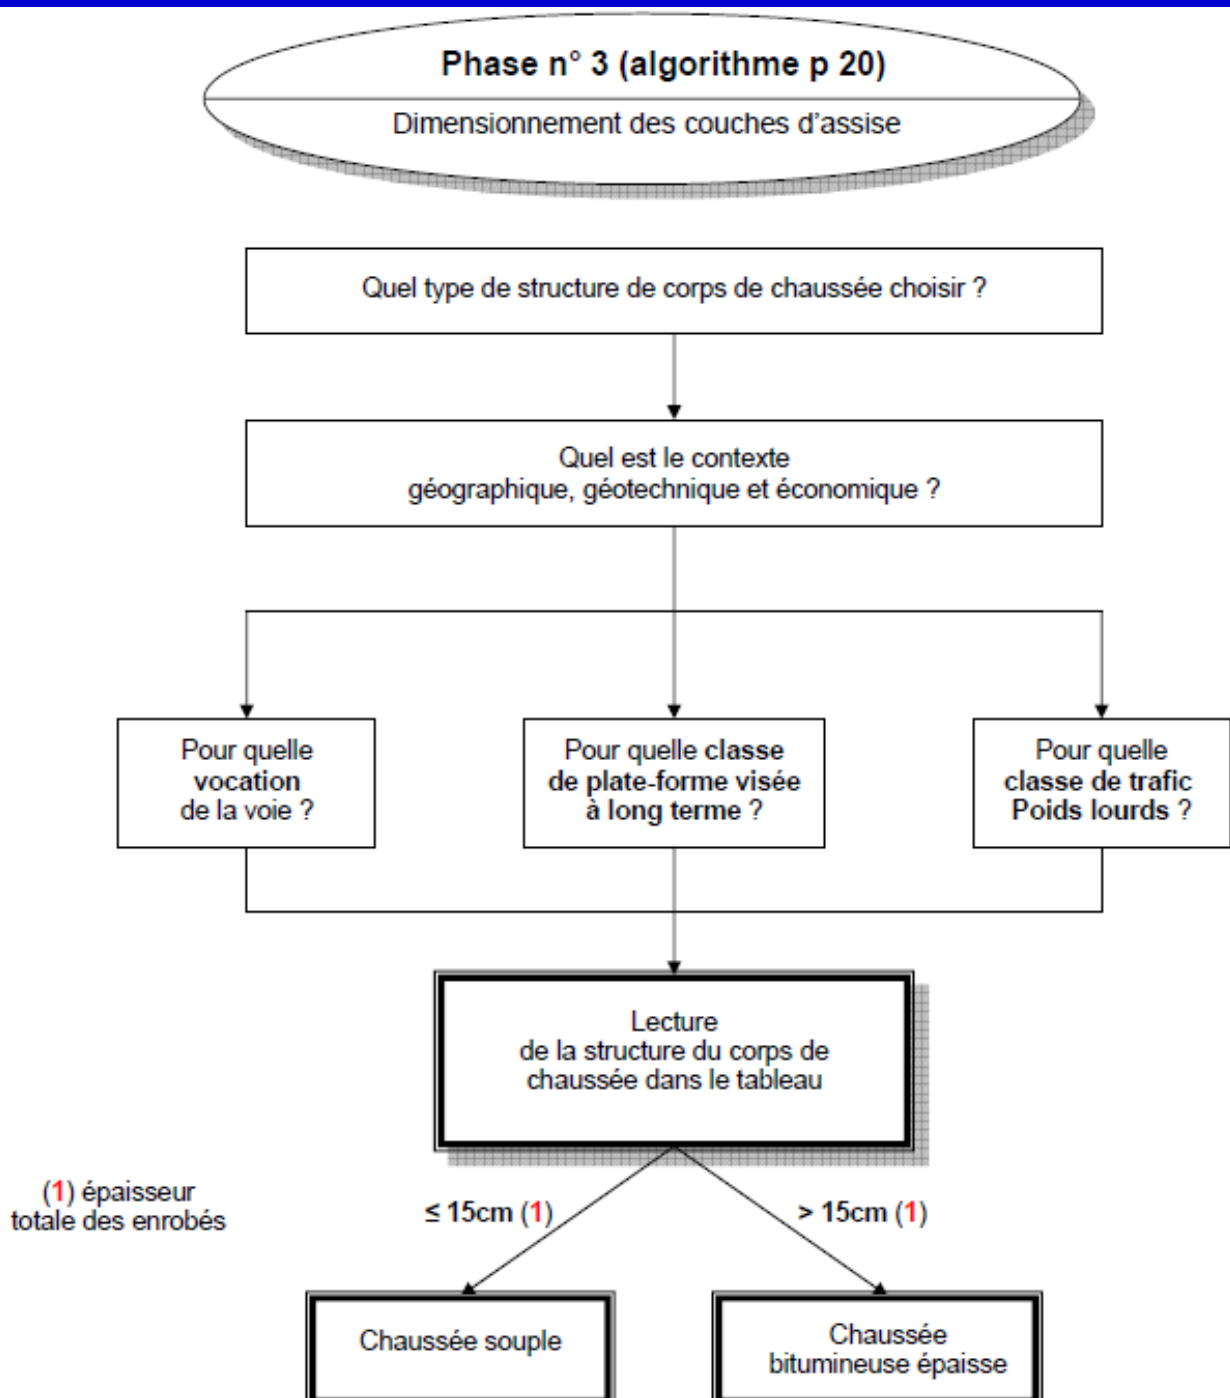 Phase n° 3 (algorithme p 20)
Dimensionnement des couches d'assise
Quel type de structure de corps de chaussée choisir ?
Quel est le contexte
géographique, géotechnique et économique ?
Pour quelle
vocation
de la voie ?
Pour quelle classe
de plate-forme visée
à long terme ?
Pour quelle
classe de trafic
Poids lourds ?
Lecture
de la structure du corps de
chaussée dans le tableau
(1) épaisseur
totale des enrobés
≤ 15cm (1)
> 15cm (1)
Chaussée souple
Chaussée
bitumineuse épaisse